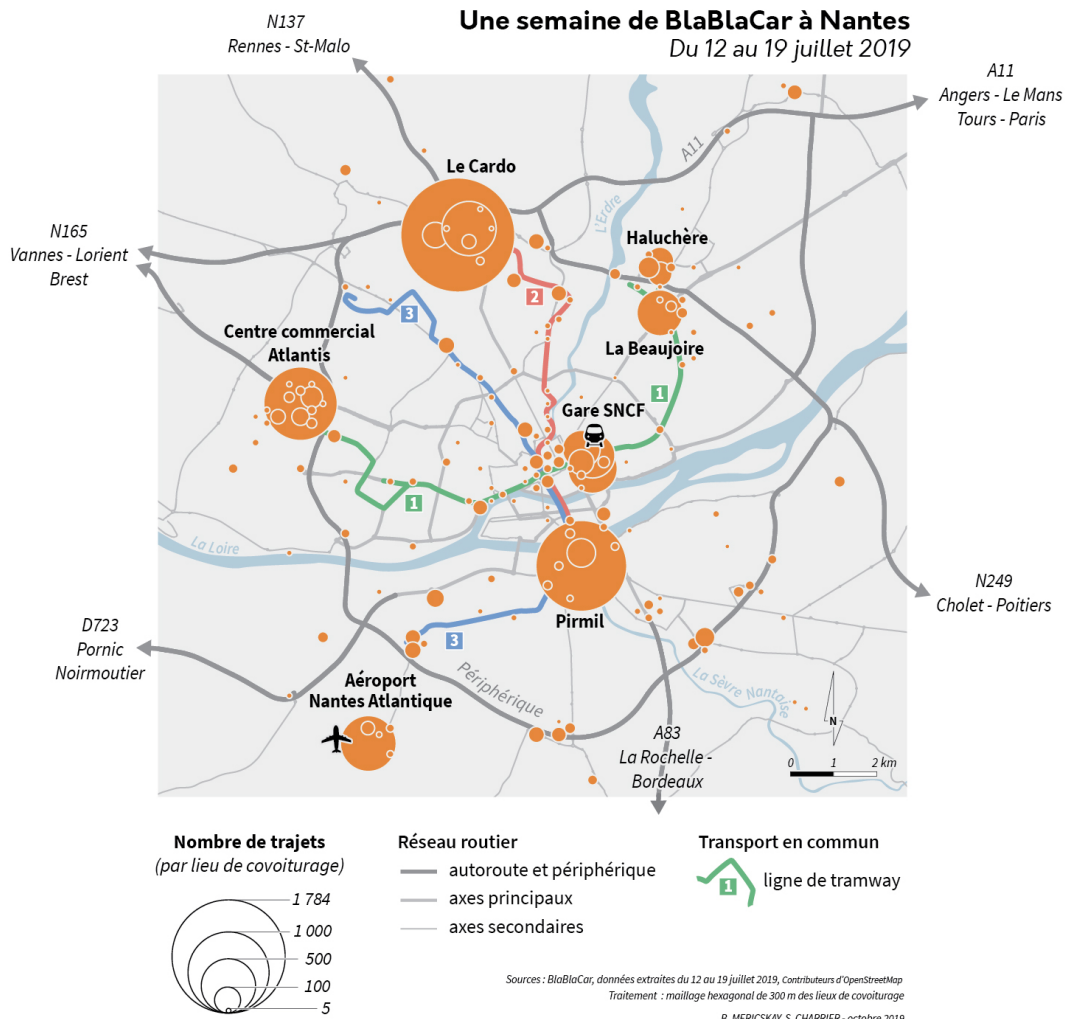 Une semaine de BlaBlaCar à Nantes
Du 12 au 19 juillet 2019
N137
Rennes - St-Malo
A11
Angers - Le Mans
Tours - Paris
A11
Le Cardo
L'Erdre
Haluchère
N165
Vannes - Lorient
Brest
2
3
Centre commercial
Atlantis
La Beaujoire
1
Gare SNCF
1
La Loire
N249
Cholet - Poitiers
Pirmil
D723
Pornic
Noirmoutier
3
Périphérique
La Sèvre Nantaise
Aéroport
Nantes Atlantique
N
A83
La Rochelle -
Bordeaux
0 1 2 km
Nombre de trajets
(par lieu de covoiturage)
1 784
1 000
500
100
5
Réseau routier
autoroute et périphérique
axes principaux
axes secondaires
Transport en commun
1
ligne de tramway
Sources : BlaBlaCar, données extraites du 12 au 19 juillet 2019, Contributeurs d'OpenStreetMap
Traitement : maillage hexagonal de 300 m des lieux de covoiturage
B. MERICSKAY, S. CHARRIER - octobre 2019